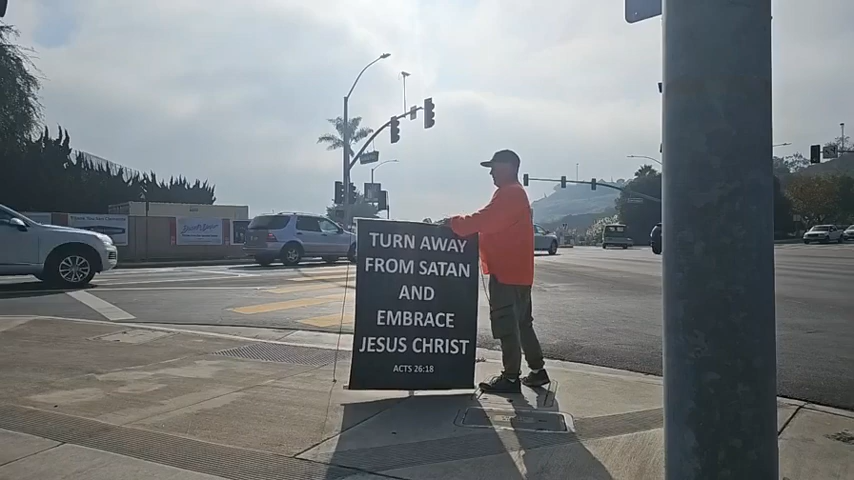 TURN AWAY
FROM SATAN
AND
EMBRACE
JESUS CHRIST
ACTS 26:18